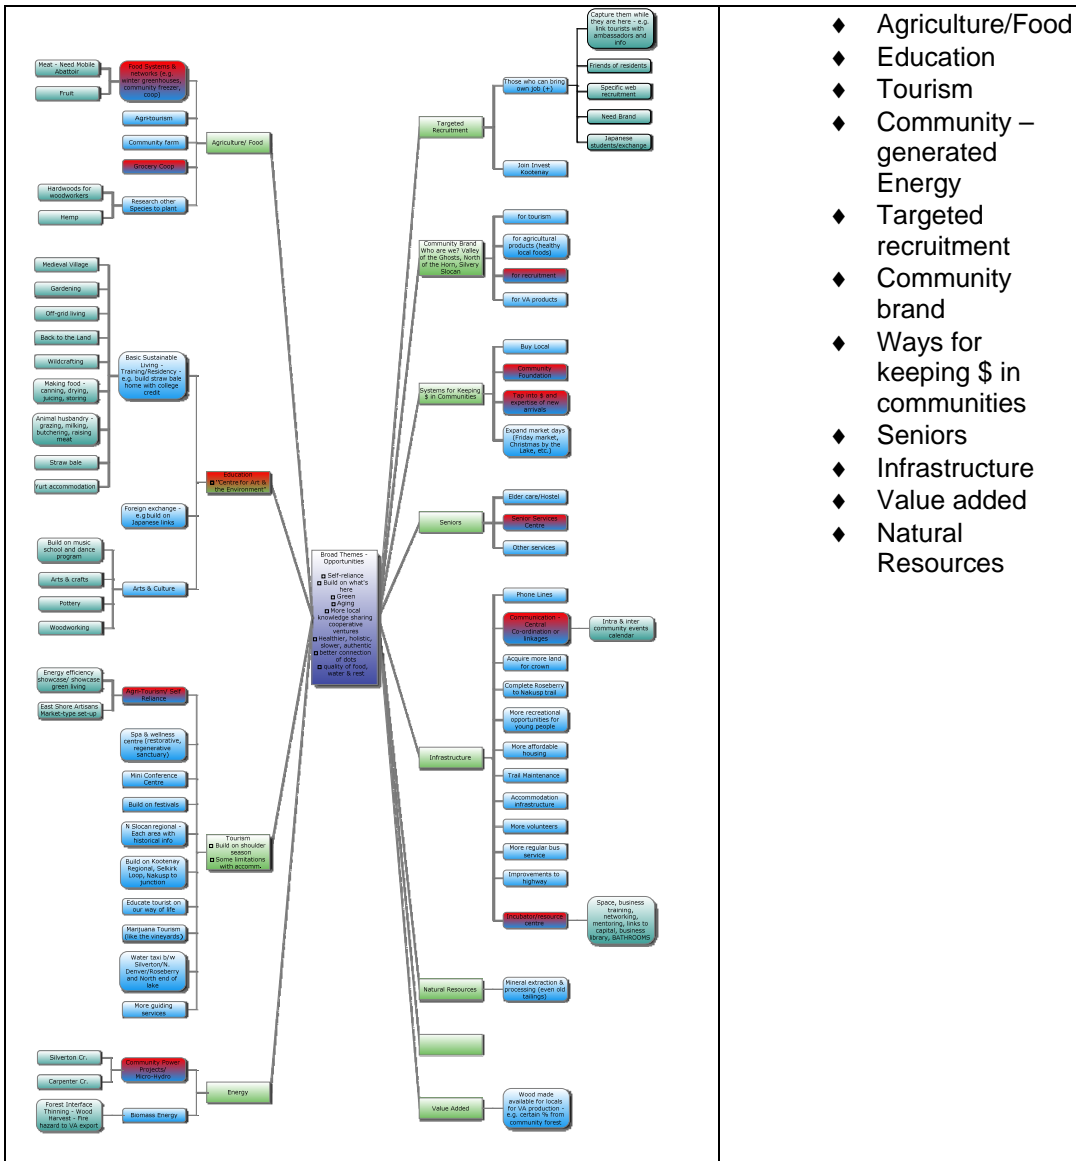 Meat - Need Mobile
Abattoir
Fruit
Food Systems &
networks (e.g.
winter greenhouses,
community freezer,
coop)
Agri-tourism
Community farm
Grocery Coop
Hardwoods for
woodworkers
Hemp
Research other
Species to plant
Agriculture/ Food
Medieval Village
Gardening
Off-grid living
Back to the Land
Wildcrafting
Making food -
canning, drying,
juicing, storing
Animal husbandry -
grazing, milking,
butchering, raising
meat
Straw bale
Yurt accommodation
Basic Sustainable
Living -
Training/Residency -
e.g. build straw bale
home with college
credit
Foreign exchange -
e.g.build on
Japanese links
Build on music
school and dance
program
Arts & crafts
Pottery
Woodworking
Arts & Culture
Education
"Centre for Art &
the Environment"
Energy efficiency
showcase/ showcase
green living
East Shore Artisans
Market-type set-up
Agri-Tourism/ Self
Reliance
Spa & wellness
centre (restorative,
regenerative
sanctuary)
Mini Conference
Centre
Build on festivals
N Slocan regional -
Each area with
historical info
Build on Kootenay
Regional, Selkirk
Loop, Nakusp to
junction
Educate tourist on
our way of life
Marijuana Tourism
(like the vineyards)
Water taxi b/w
Silverton/N.
Denver/Roseberry
and North end of
lake
More guiding
services
Tourism
Build on shoulder
season
Some limitations
with accomm.
Silverton Cr.
Carpenter Cr.
Community Power
Projects/
Micro-Hydro
Forest Interface
Thinning - Wood
Harvest - Fire
hazard to VA export
Biomass Energy
Energy
Broad Themes -
Opportunities
Self-reliance
Build on what's
here
Green
Aging
More local
knowledge sharing
cooperative
ventures
Healthier, holistic,
slower, authentic
better connection
of dots
quality of food,
water & rest
Targeted
Recruitment
Those who can bring
own job (+)
Capture them while
they are here - e.g.
link tourists with
ambassadors and
info
Friends of residents
Specific web
recruitment
Need Brand
Japanese
students/exchange
Join Invest
Kootenay
Community Brand
Who are we? Valley
of the Ghosts, North
of the Horn, Silvery
Slocan
for tourism
for agricultural
products (healthy
local foods)
for recruitment
for VA products
Systems for Keeping
$ in Communities
Buy Local
Community
Foundation
Tap into $ and
expertise of new
arrivals
Expand market days
(Friday market,
Christmas by the
Lake, etc.)
Seniors
Elder care/Hostel
Senior Services
Centre
Other services
Infrastructure
Phone Lines
Communication -
Central
Co-ordination or
linkages
Intra & inter
community events
calendar
Acquire more land
for crown
Complete Roseberry
to Nakusp trail
More recreational
opportunities for
young people
More affordable
housing
Trail Maintenance
Accommodation
infrastructure
More volunteers
More regular bus
service
Improvements to
highway
Incubator/resource
centre
Space, business
training,
networking,
mentoring, links to
capital, business
library, BATHROOMS
Natural Resources
Mineral extraction &
processing (even old
tailings)
Value Added
Wood made
available for locals
for VA production -
e.g. certain % from
community forest
♦ Agriculture/Food
♦ Education
♦ Tourism
♦ Community –
generated
Energy
♦ Targeted
recruitment
♦ Community
brand
♦ Ways for
keeping $ in
communities
♦ Seniors
♦ Infrastructure
♦ Value added
♦ Natural
Resources